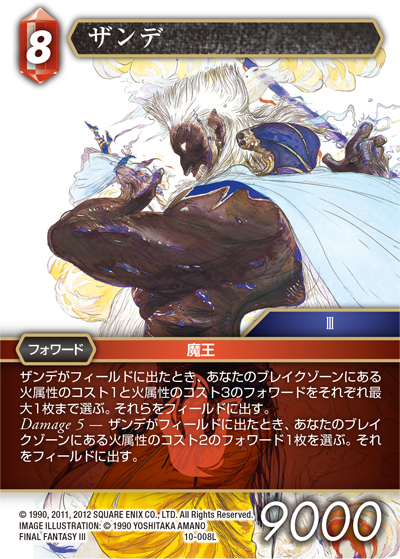 8
ザンデ
III
フォワード
魔王
ザンデがフィールドに出たとき、あなたのブレイクゾーンにある
火属性のコスト1と火属性のコスト3のフォワードをそれぞれ最
大1枚まで選ぶ。それらをフィールドに出す。
Damage 5 — ザンデがフィールドに出たとき、あなたのブレイ
クゾーンにある火属性のコスト2のフォワード1枚を選ぶ。それ
をフィールドに出す。
© 1990, 2011, 2012 SQUARE ENIX CO., LTD. All Rights Reserved.
IMAGE ILLUSTRATION: © 1990 YOSHITAKA AMANO
FINAL FANTASY III 10-008L
9000